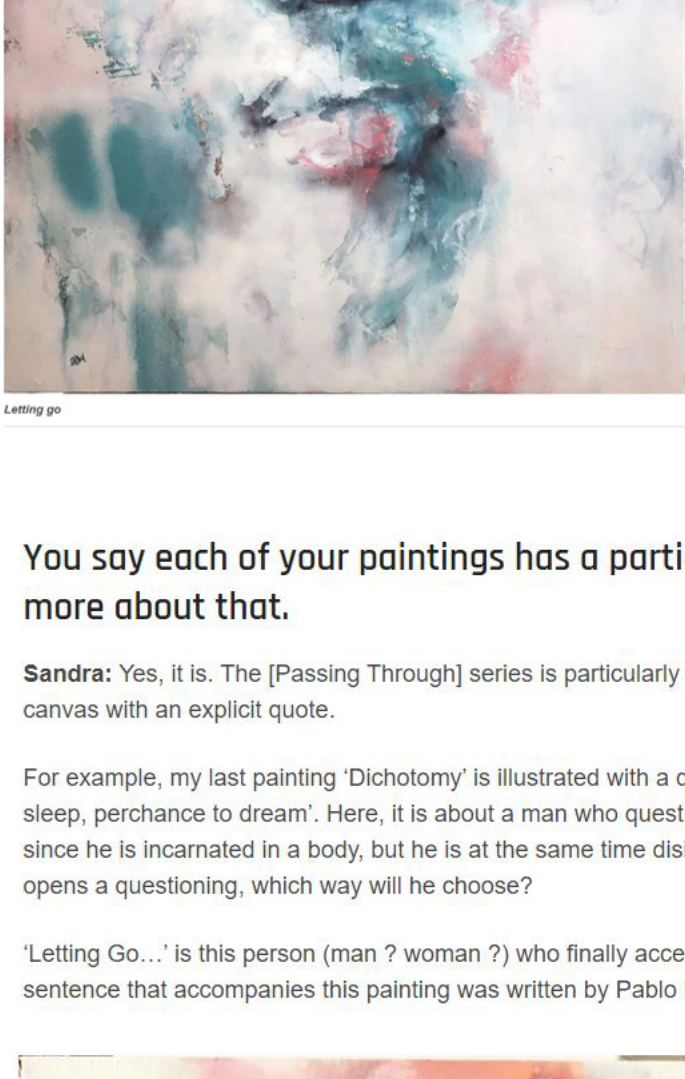 Letting go
You say each of your paintings has a parti
more about that.
Sandra: Yes, it is. The [Passing Through] series is particularly
canvas with an explicit quote.
For example, my last painting ‘Dichotomy’ is illustrated with a
sleep, perchance to dream’. Here, it is about a man who quest
since he is incarnated in a body, but he is at the same time dis
opens a questioning, which way will he choose?
‘Letting Go…’ is this person (man ? woman ?) who finally acce
sentence that accompanies this painting was written by Pablo